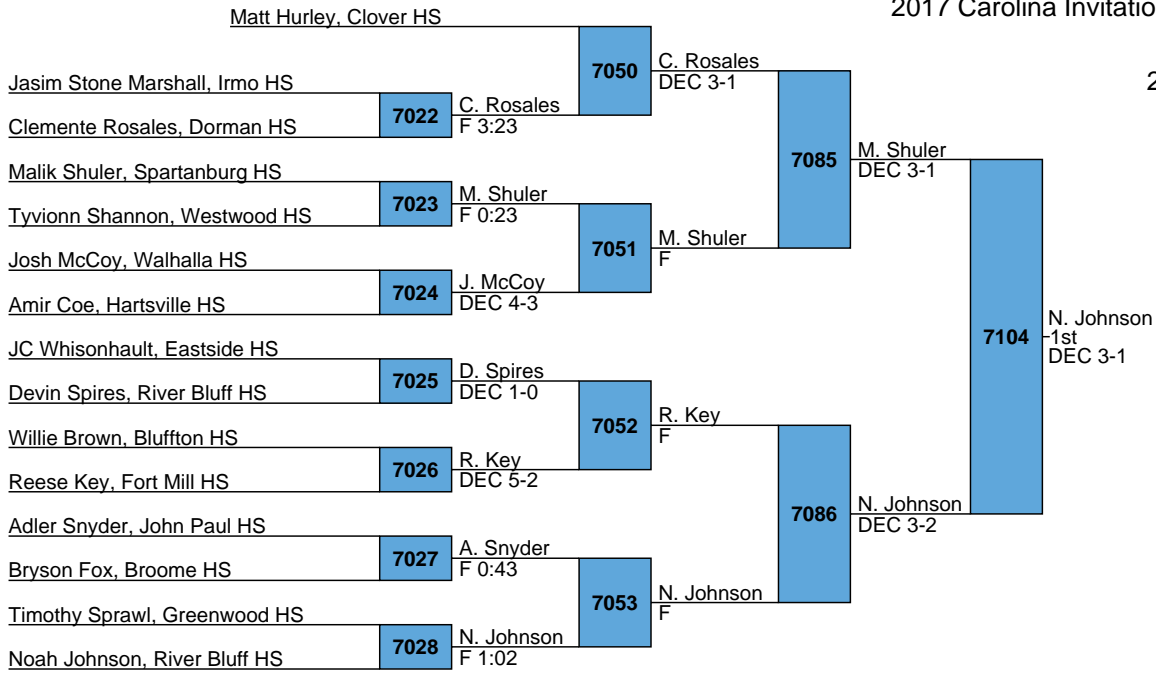 2017 Carolina Invitatio
2
Matt Hurley, Clover HS
7050
C. Rosales
DEC 3-1
Jasim Stone Marshall, Irmo HS
7022
C. Rosales
F 3:23
Clemente Rosales, Dorman HS
7085
M. Shuler
DEC 3-1
Malik Shuler, Spartanburg HS
7023
M. Shuler
F 0:23
Tyvionn Shannon, Westwood HS
7051
M. Shuler
F
Josh McCoy, Walhalla HS
7024
J. McCoy
DEC 4-3
Amir Coe, Hartsville HS
7104
N. Johnson
1st
DEC 3-1
JC Whisonhault, Eastside HS
7025
D. Spires
DEC 1-0
Devin Spires, River Bluff HS
7052
R. Key
F
Willie Brown, Bluffton HS
7026
R. Key
DEC 5-2
Reese Key, Fort Mill HS
7086
N. Johnson
DEC 3-2
Adler Snyder, John Paul HS
7027
A. Snyder
F 0:43
Bryson Fox, Broome HS
7053
N. Johnson
F
Timothy Sprawl, Greenwood HS
7028
N. Johnson
F 1:02
Noah Johnson, River Bluff HS